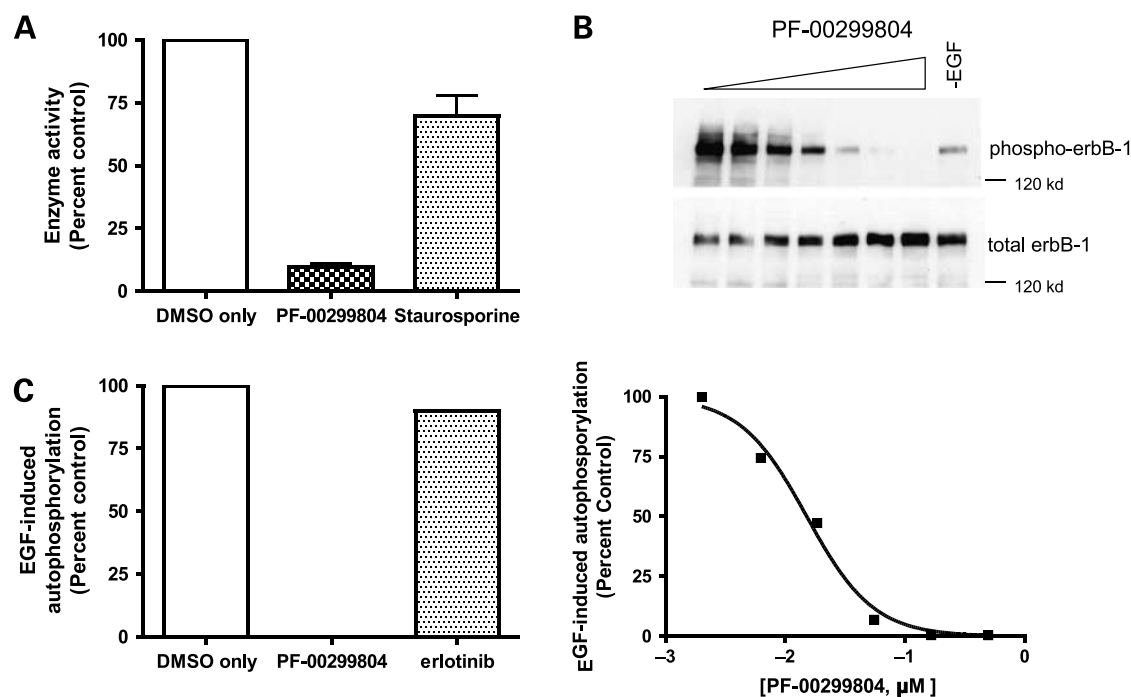 A
Enzyme activity
(Percent control)
100
75
50
25
0
DMSO only PF-00299804 Staurosporine
B
PF-00299804
-EGF
phospho-erbB-1
120 kd
total erbB-1
120 kd
C
EGF-induced
autophosphorylation
(Percent control)
100
75
50
25
0
DMSO only PF-00299804 erlotinib
EGF-induced autophosporylation
(Percent Control)
100
75
50
25
0
–3 –2 –1 0
[PF-00299804, µM ]